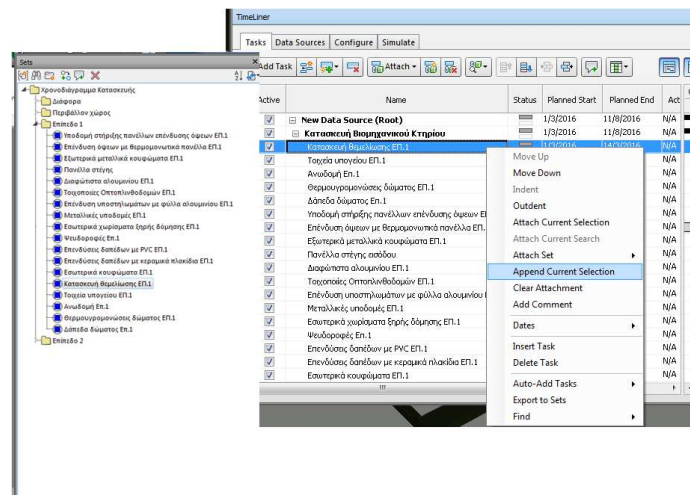 TimeLiner
Tasks
Data Sources
Configure
Simulate
Add Task
Attach
Active
Name
Status
Planned Start
Planned End
Act
New Data Source (Root)
1/3/2016
11/8/2016
N/A
Κατασκευή Βιομηχανικού Κτηρίου
1/3/2016
11/8/2016
N/A
Κατασκευή θεμελίωσης ΕΠ.1
1/3/2016
14/3/2016
N/A
Τοιχεία υπογείου ΕΠ.1
N/A
Ανωδομή Επ.1
N/A
Θερμουγρομονώσεις δώματος ΕΠ.1
N/A
Δάπεδα δώματος Επ.1
N/A
Υποδομή στήριξης πανέλλων επένδυσης όψεων ΕΠ
N/A
Επένδυση όψεων με θερμομονωτικά πανέλλα ΕΠ.
N/A
Εξωτερικά μεταλλικά κουφώματα ΕΠ.1
N/A
Πανέλλα στέγης εισόδου
N/A
Διαφώτιστα αλουμινίου ΕΠ.1
N/A
Τοιχοποιίες Οπτοπλινθοδομών ΕΠ.1
N/A
Επένδυση υποστηλωμάτων με φύλλα αλουμινίου
N/A
Μεταλλικές υποδομές ΕΠ.1
N/A
Εσωτερικά χωρίσματα ξηρής δόμησης ΕΠ.1
N/A
Ψευδοροφές Επ.1
N/A
Επενδύσεις δαπέδων με PVC ΕΠ.1
N/A
Επενδύσεις δαπέδων με κεραμικά πλακίδια ΕΠ.1
N/A
Εσωτερικά κουφώματα ΕΠ.1
N/A
Move Up
Move Down
Indent
Outdent
Attach Current Selection
Attach Current Search
Attach Set
Append Current Selection
Clear Attachment
Add Comment
Dates
Insert Task
Delete Task
Auto-Add Tasks
Export to Sets
Find
Sets
Χρονοδιάγραμμα Κατασκευής
Διάφορα
Περιβάλλον χώρος
Επίπεδο 1
Υποδομή στήριξης πανέλλων επένδυσης όψεων ΕΠ.1
Επένδυση όψεων με θερμομονωτικά πανέλλα ΕΠ.1
Εξωτερικά μεταλλικά κουφώματα ΕΠ.1
Πανέλλα στέγης
Διαφώτιστα αλουμινίου ΕΠ.1
Τοιχοποιίες Οπτοπλινθοδομών ΕΠ.1
Επένδυση υποστηλωμάτων με φύλλα αλουμινίου ΕΠ.1
Μεταλλικές υποδομές ΕΠ.1
Εσωτερικά χωρίσματα ξηρής δόμησης ΕΠ.1
Ψευδοροφές Επ.1
Επενδύσεις δαπέδων με PVC ΕΠ.1
Επενδύσεις δαπέδων με κεραμικά πλακίδια ΕΠ.1
Εσωτερικά κουφώματα ΕΠ.1
Κατασκευή θεμελίωσης ΕΠ.1
Τοιχεία υπογείου ΕΠ.1
Ανωδομή Επ.1
Θερμουγρομονώσεις δώματος ΕΠ.1
Δάπεδα δώματος Επ.1
Επίπεδο 2